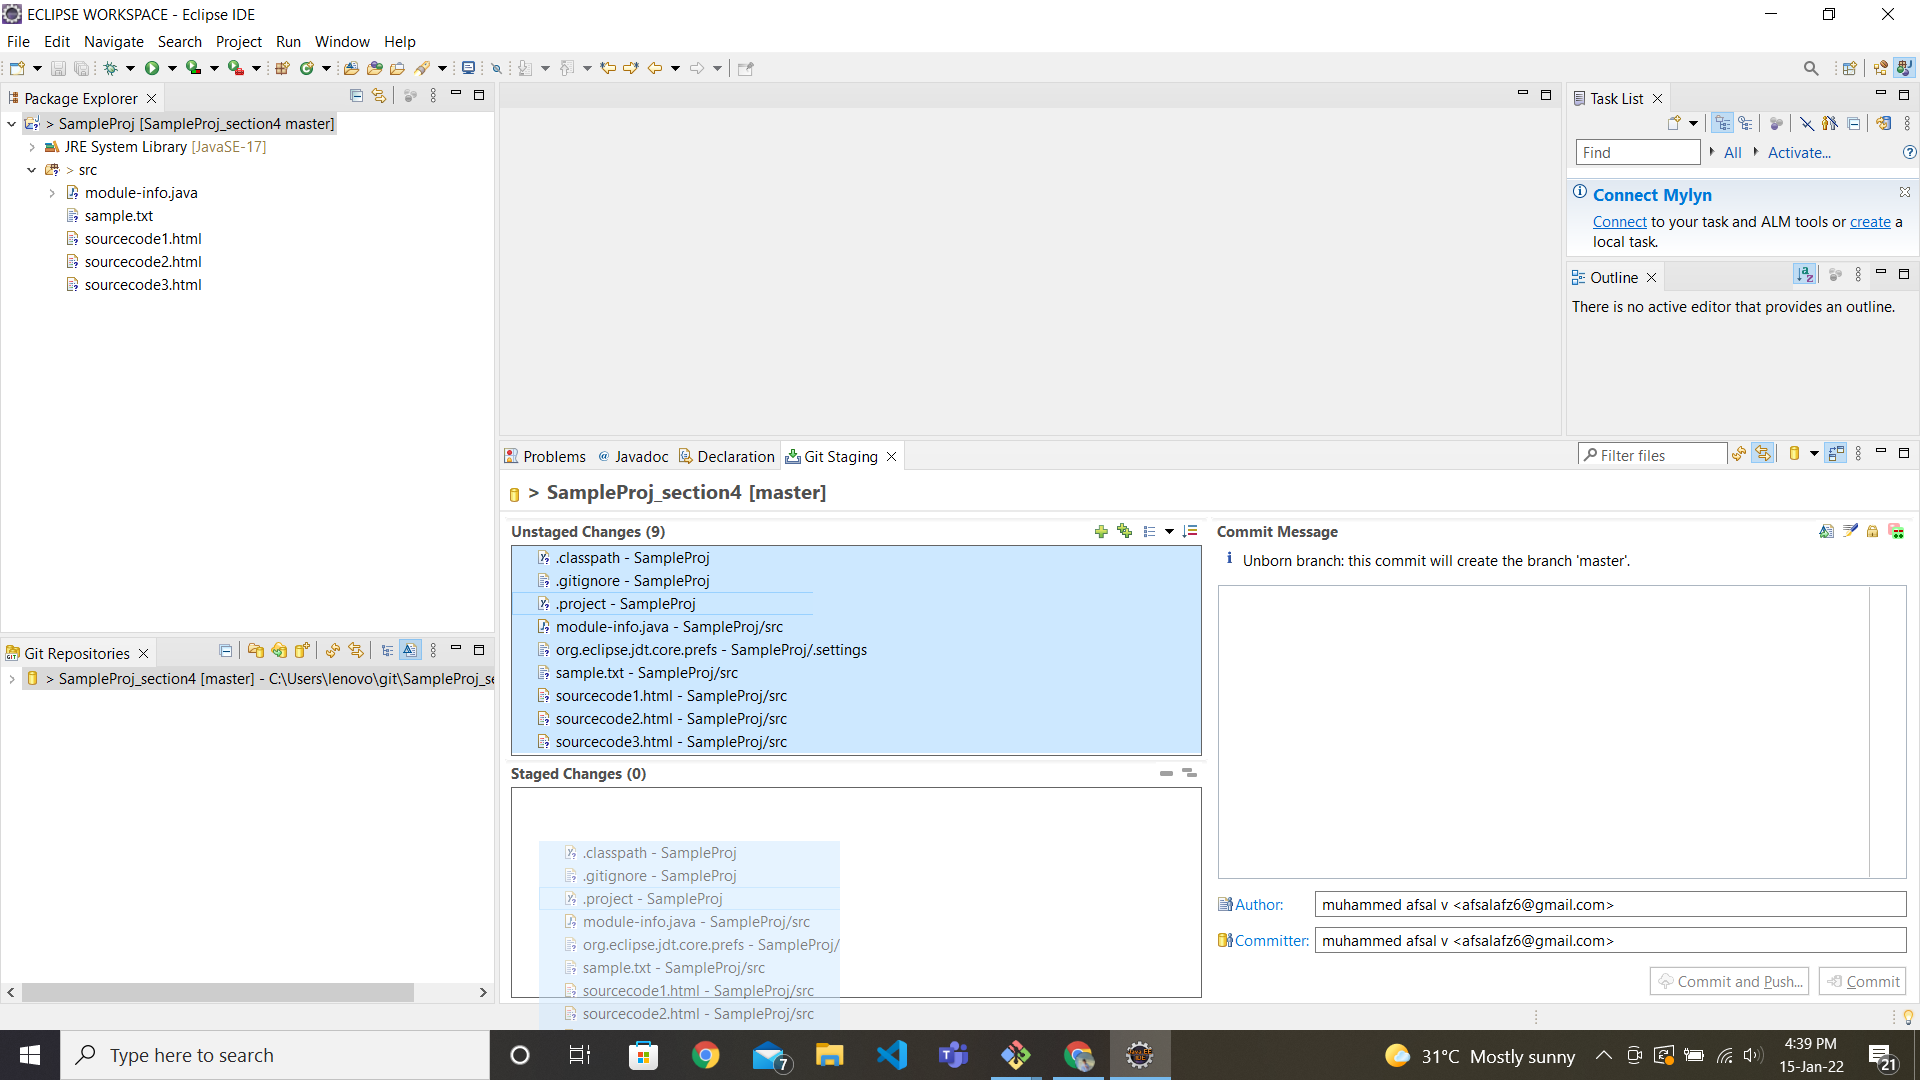 ECLIPSE WORKSPACE - Eclipse IDE
File Edit Navigate Search Project Run Window Help
Package Explorer
> SampleProj [SampleProj_section4 master]
JRE System Library [JavaSE-17]
> src
module-info.java
sample.txt
sourcecode1.html
sourcecode2.html
sourcecode3.html
Task List
Find
All
Activate...
Connect Mylyn
Connect to your task and ALM tools or create a
local task.
Outline
There is no active editor that provides an outline.
Git Repositories
> SampleProj_section4 [master] - C:\Users\lenovo\git\SampleProj_se
Problems @ Javadoc Declaration Git Staging
Filter files
> SampleProj_section4 [master]
Unstaged Changes (9)
.classpath - SampleProj
.gitignore - SampleProj
.project - SampleProj
module-info.java - SampleProj/src
org.eclipse.jdt.core.prefs - SampleProj/.settings
sample.txt - SampleProj/src
sourcecode1.html - SampleProj/src
sourcecode2.html - SampleProj/src
sourcecode3.html - SampleProj/src
Staged Changes (0)
.classpath - SampleProj
.gitignore - SampleProj
.project - SampleProj
module-info.java - SampleProj/src
org.eclipse.jdt.core.prefs - SampleProj/
sample.txt - SampleProj/src
sourcecode1.html - SampleProj/src
sourcecode2.html - SampleProj/src
Commit Message
Unborn branch: this commit will create the branch 'master'.
Author: muhammed afsal v <afsalafz6@gmail.com>
Committer: muhammed afsal v <afsalafz6@gmail.com>
Commit and Push...
Commit
Type here to search
7
31°C Mostly sunny
4:39 PM
15-Jan-22
21